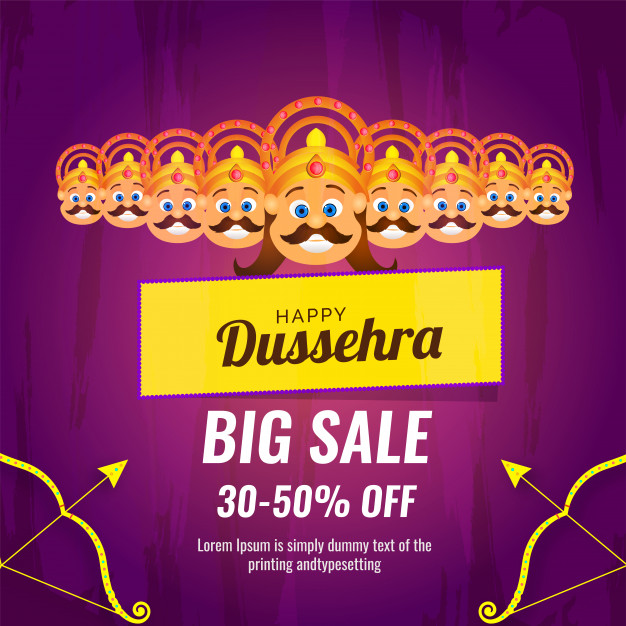 HAPPY
Dussehra
BIG SALE
30-50% OFF
Lorem Ipsum is simply dummy text of the
printing andtypesetting